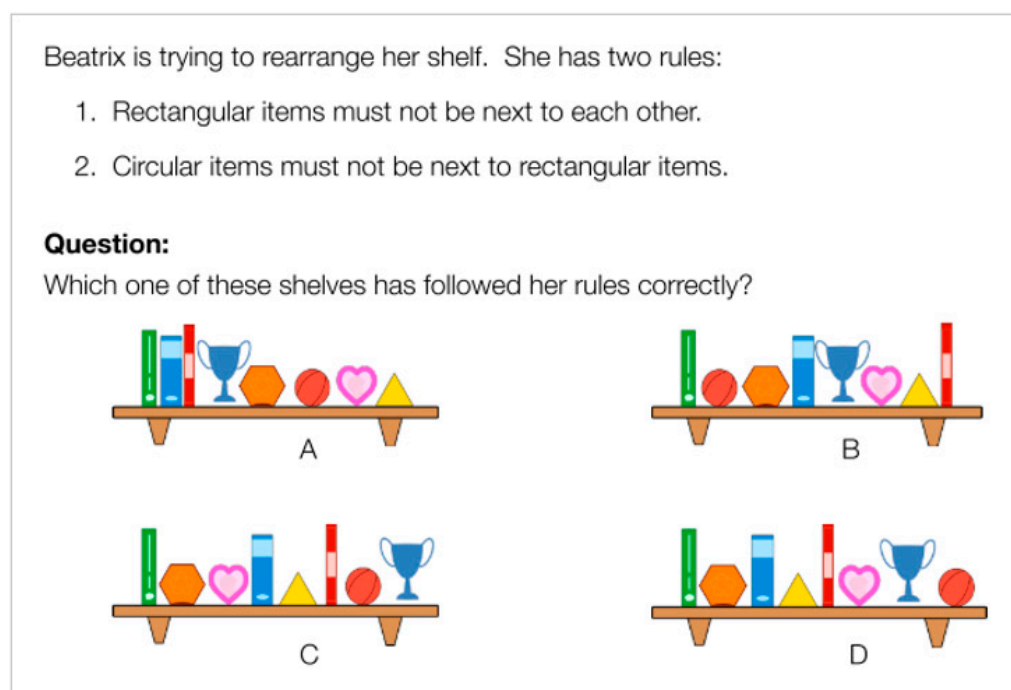 Beatrix is trying to rearrange her shelf. She has two rules:
1. Rectangular items must not be next to each other.
2. Circular items must not be next to rectangular items.
Question:
Which one of these shelves has followed her rules correctly?
A
B
C
D